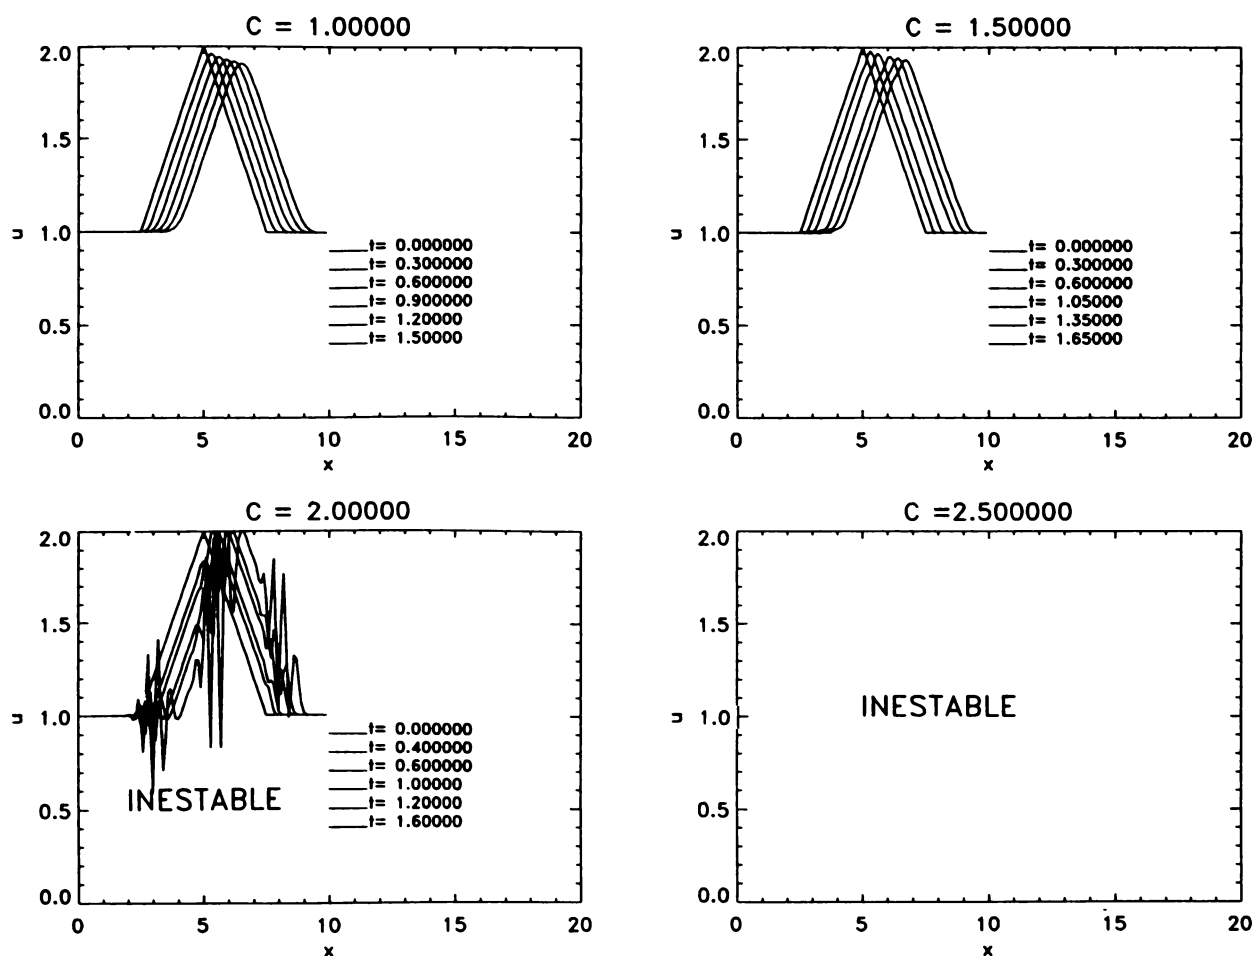 C = 1.00000
2.0
1.5
1.0
0.5
0.0
u
t= 0.000000
t= 0.300000
t= 0.600000
t= 0.900000
t= 1.20000
t= 1.50000
0 5 10 15 20
x
C = 1.50000
2.0
1.5
1.0
0.5
0.0
u
t= 0.000000
t= 0.300000
t= 0.600000
t= 1.05000
t= 1.35000
t= 1.65000
0 5 10 15 20
x
C = 2.00000
2.0
1.5
1.0
0.5
0.0
u
t= 0.000000
t= 0.400000
t= 0.600000
t= 1.00000
t= 1.20000
t= 1.60000
INESTABLE
0 5 10 15 20
x
C =2.500000
2.0
1.5
1.0
0.5
0.0
u
INESTABLE
0 5 10 15 20
x